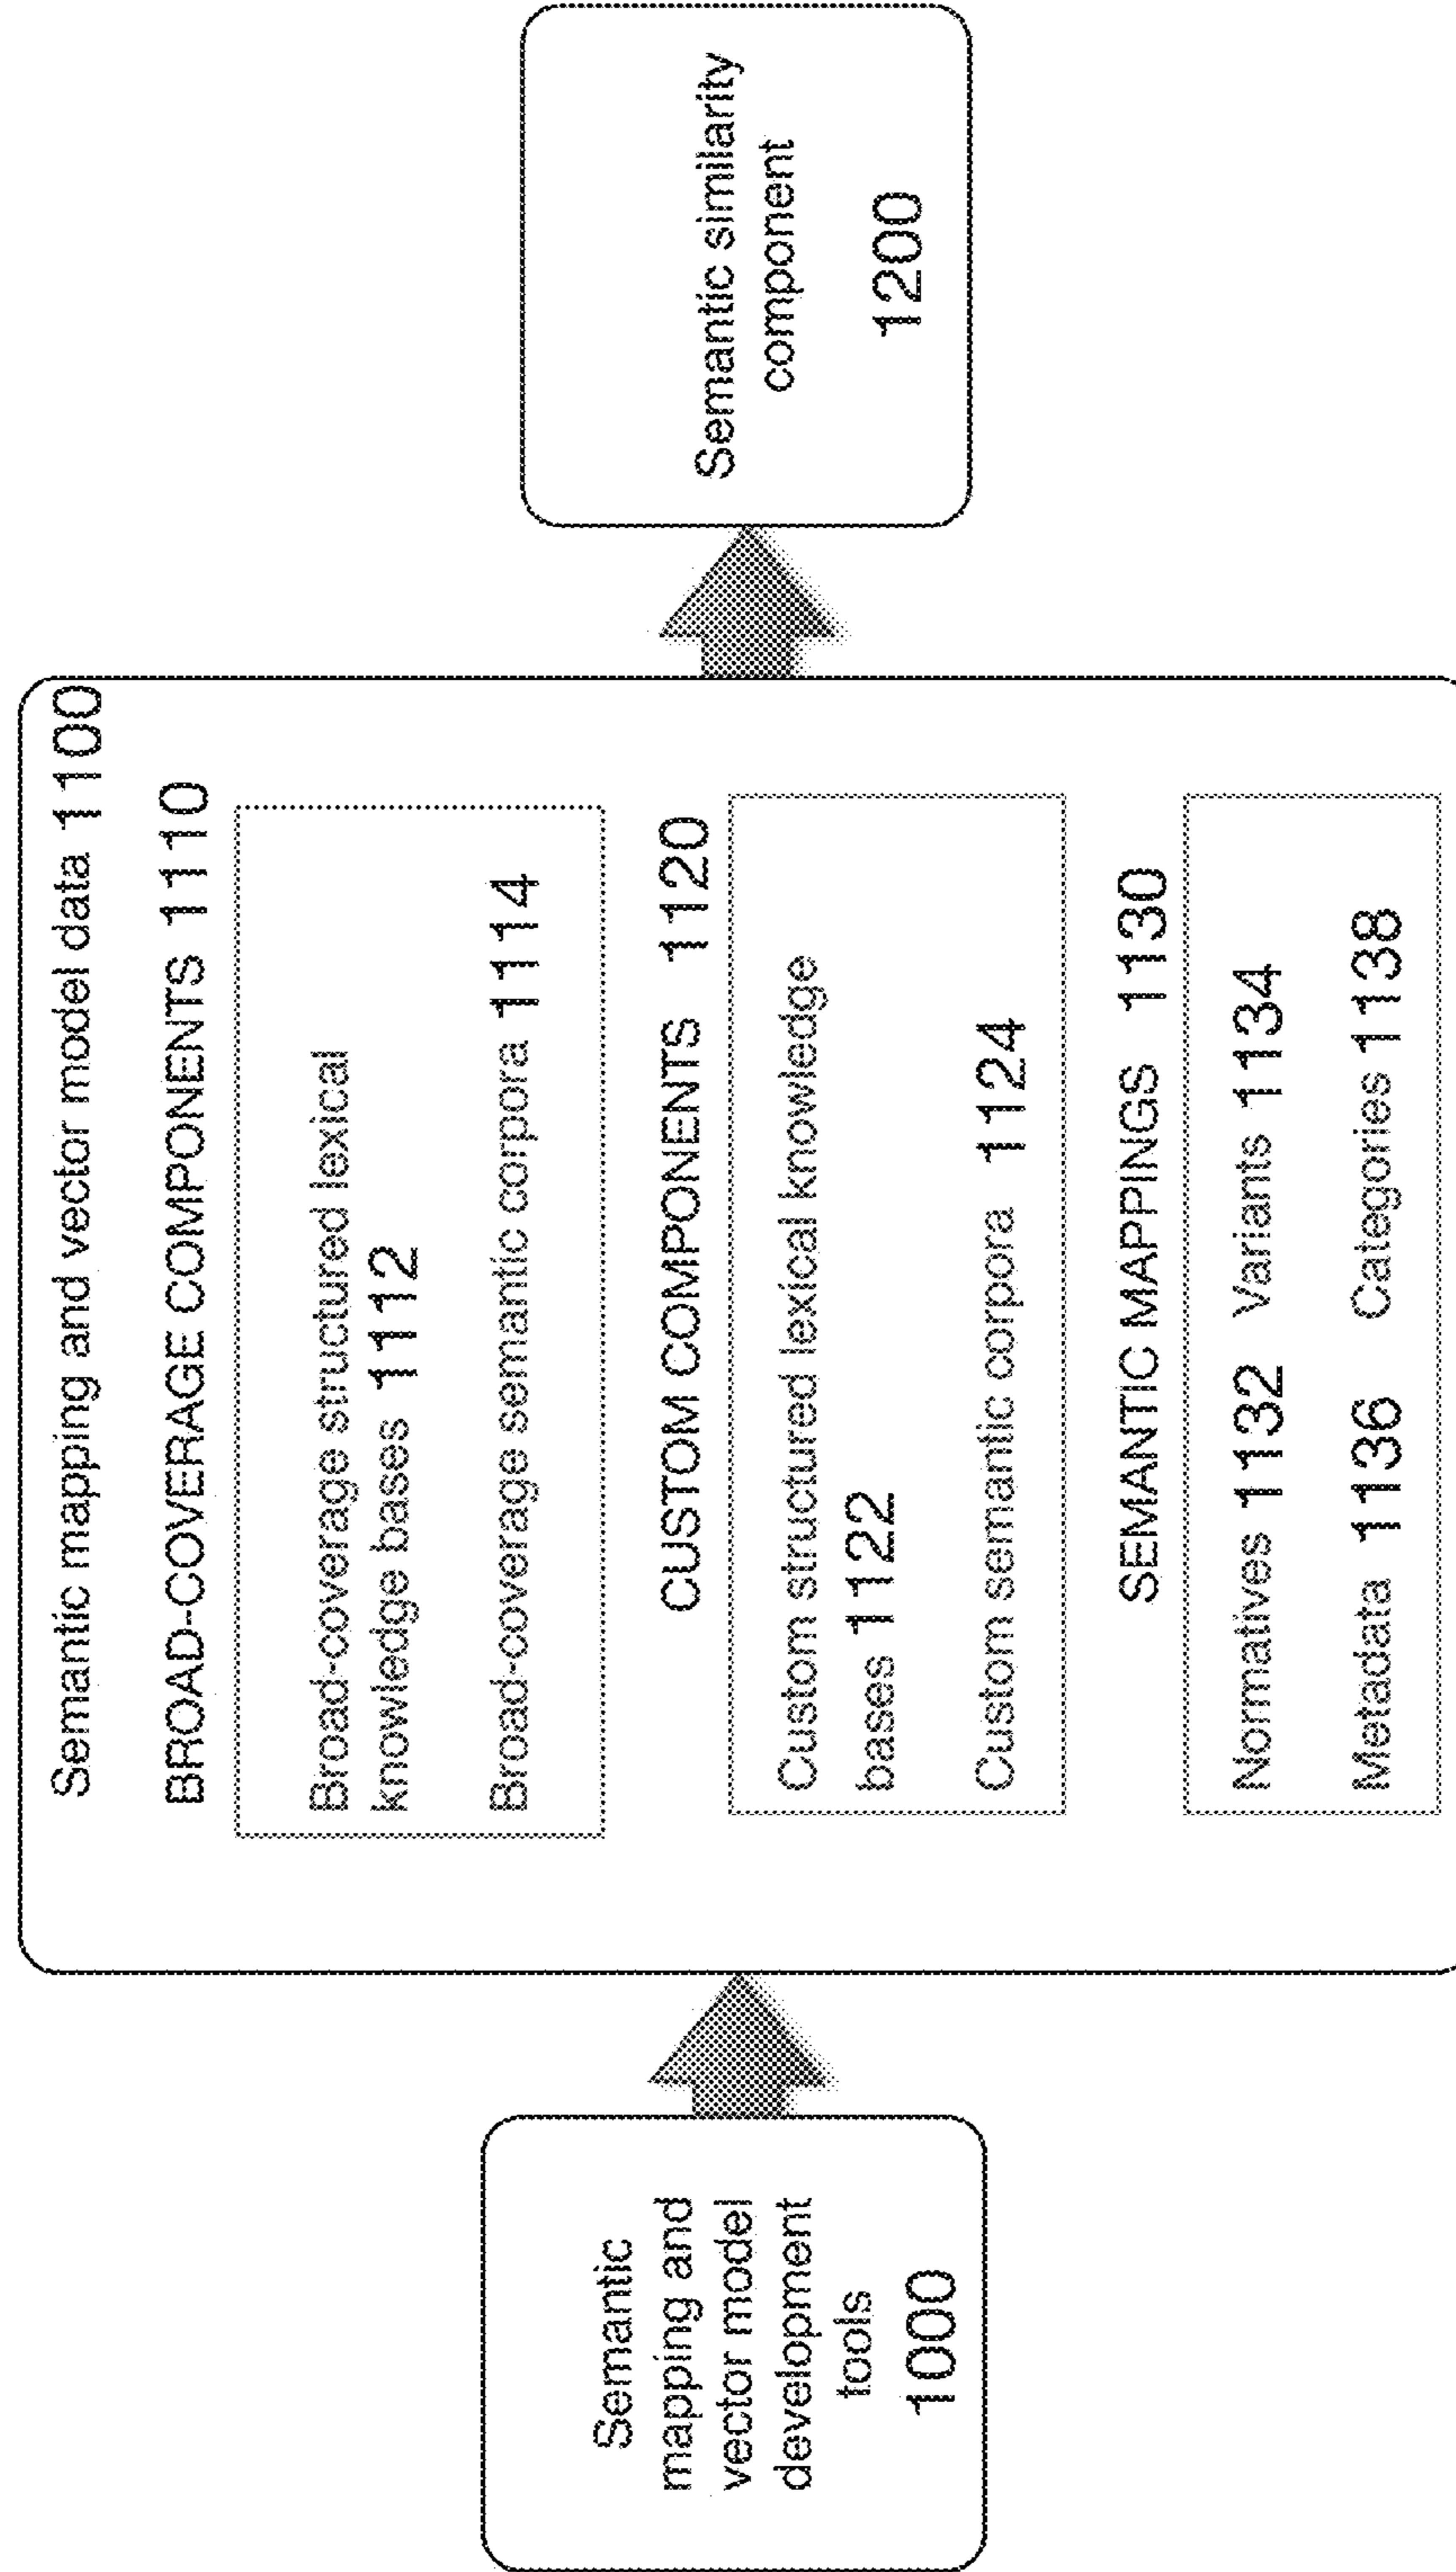 Semantic
mapping and
vector model
development
tools
1000
Semantic mapping and vector model data 1100
BROAD-COVERAGE COMPONENTS 1110
Broad-coverage structured lexical
knowledge bases 1112
Broad-coverage semantic corpora 1114
CUSTOM COMPONENTS 1120
Custom structured lexical knowledge
bases 1122
Custom semantic corpora 1124
SEMANTIC MAPPINGS 1130
Normatives 1132 Variants 1134
Metadata 1136 Categories 1138
Semantic similarity
component
1200